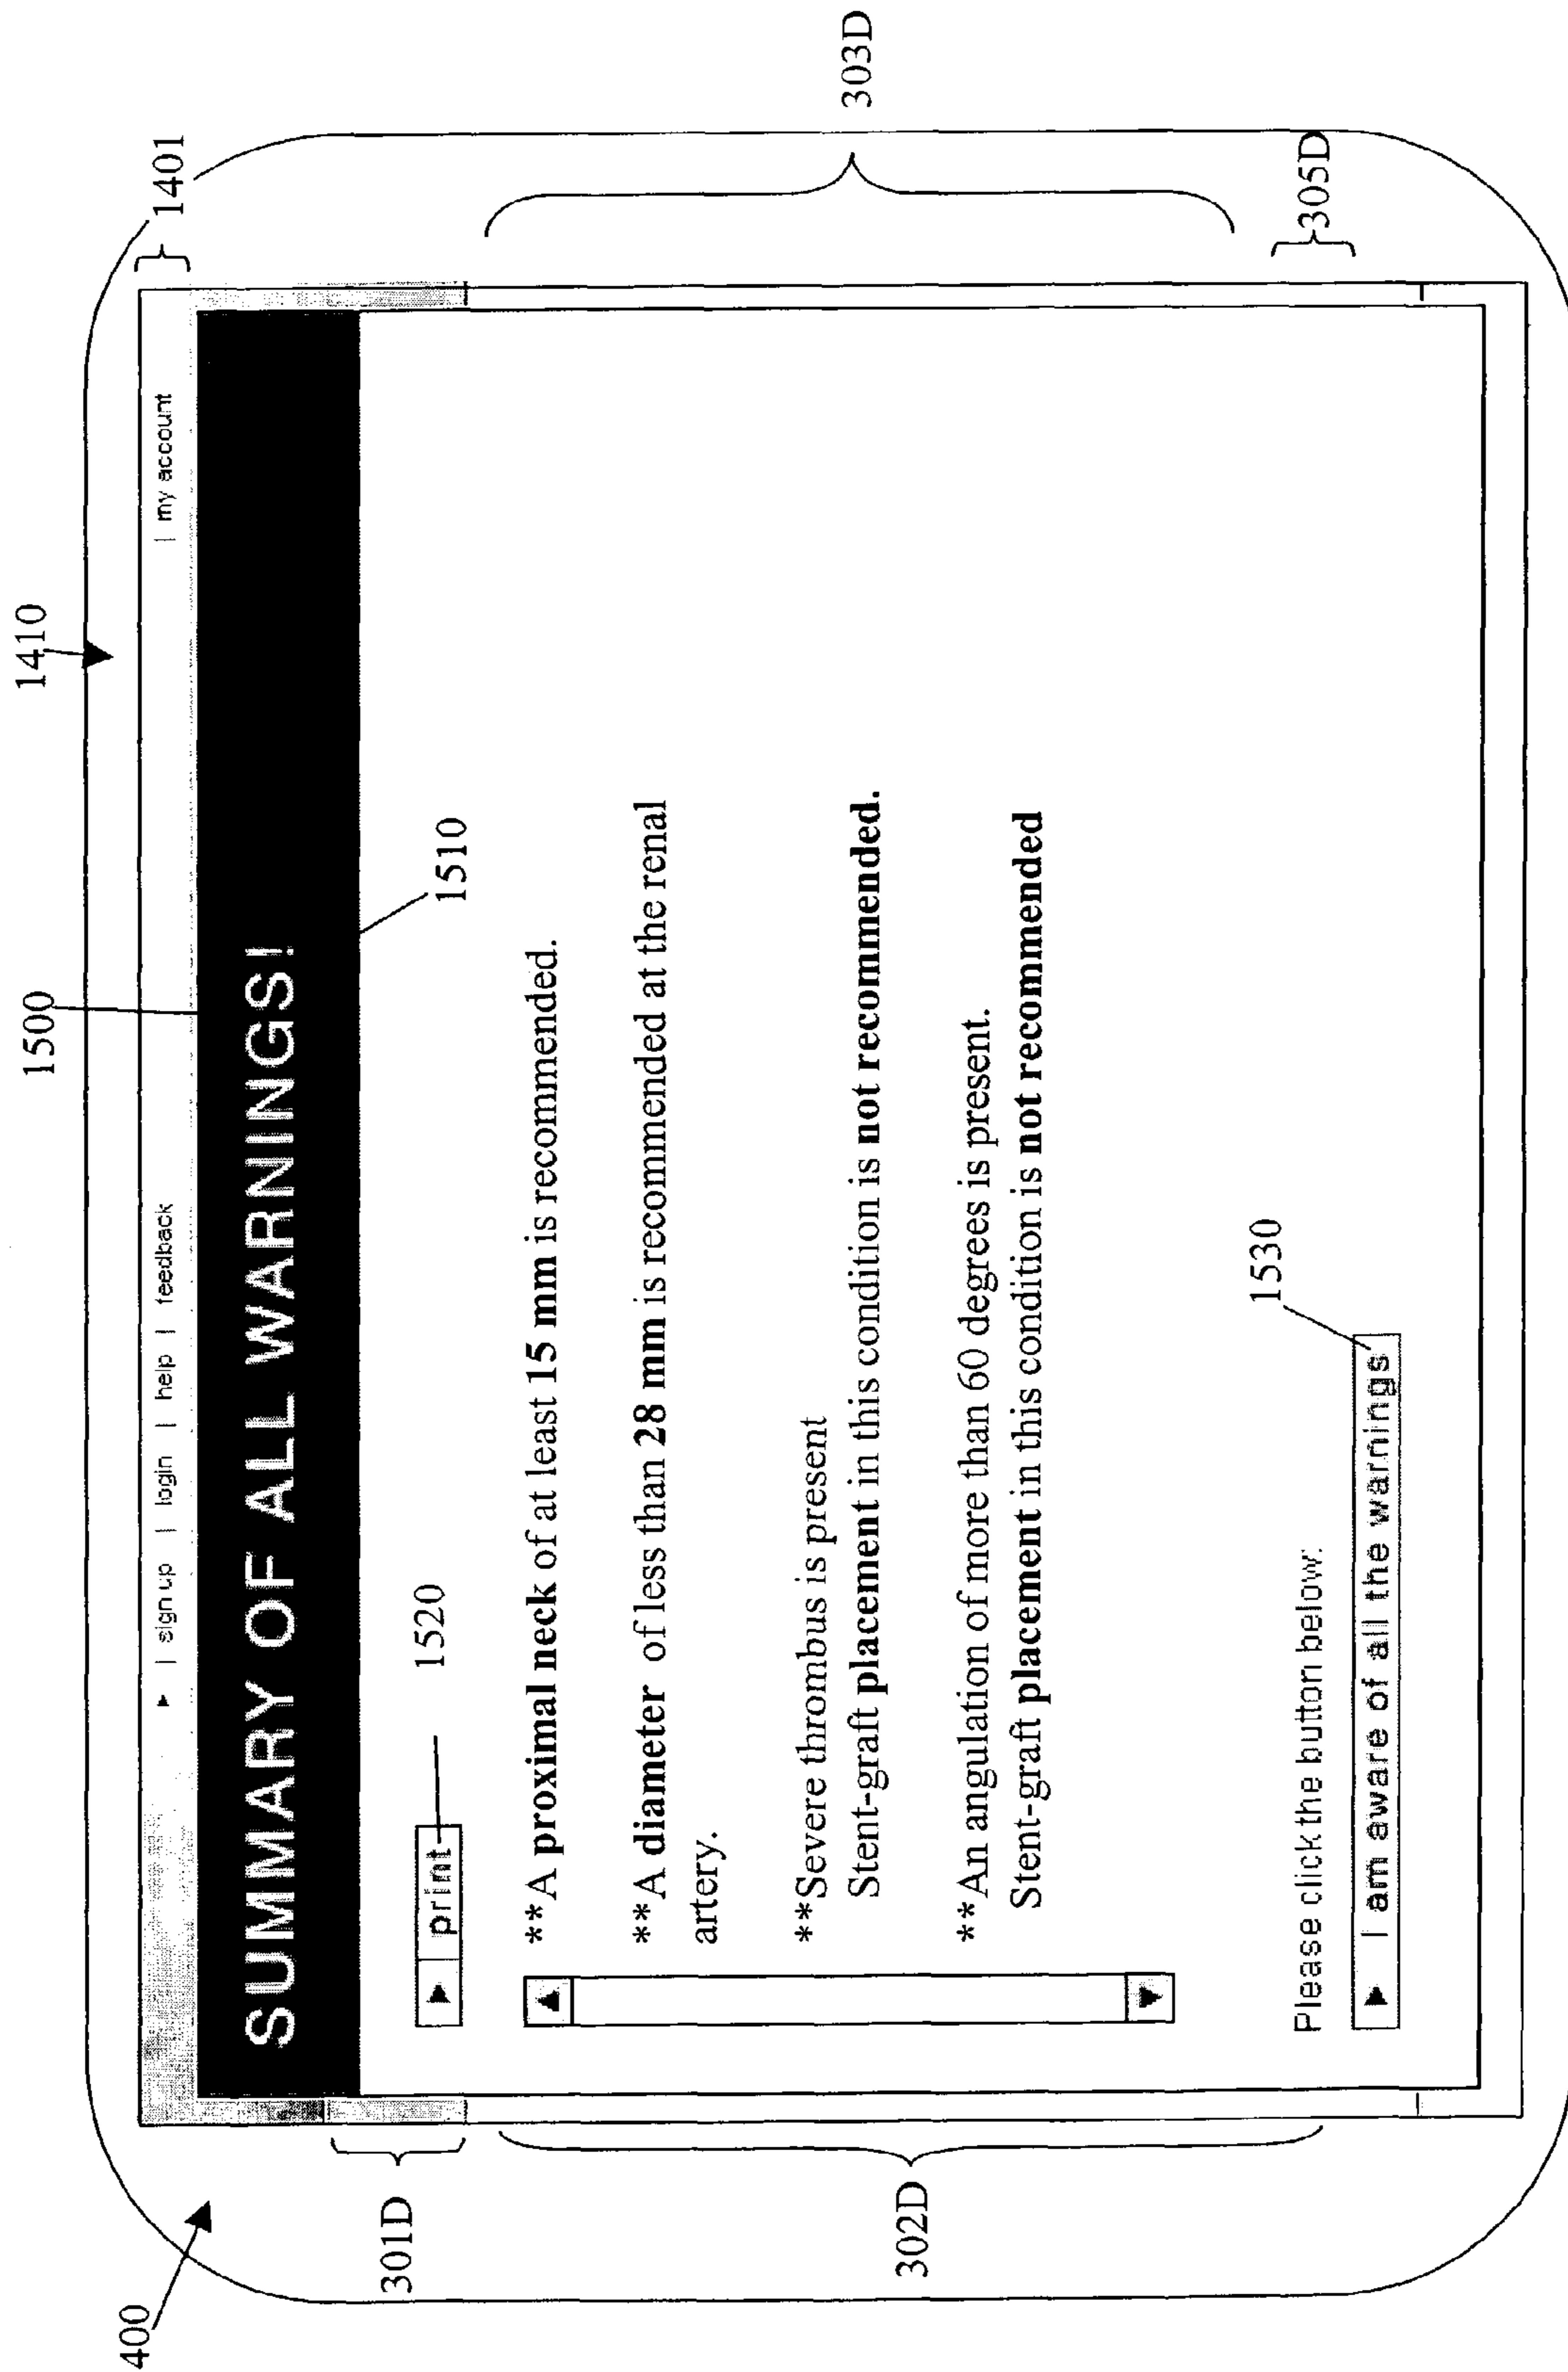 400
1500
1410
1401
| sign up | login | help | feedback | my account
SUMMARY OF ALL WARNINGS!
1510
301D
print
1520
302D
303D
**A proximal neck of at least 15 mm is recommended.
**A diameter of less than 28 mm is recommended at the renal
artery.
**Severe thrombus is present
Stent-graft placement in this condition is not recommended.
**An angulation of more than 60 degrees is present.
Stent-graft placement in this condition is not recommended
Please click the button below:
305D
I am aware of all the warnings
1530